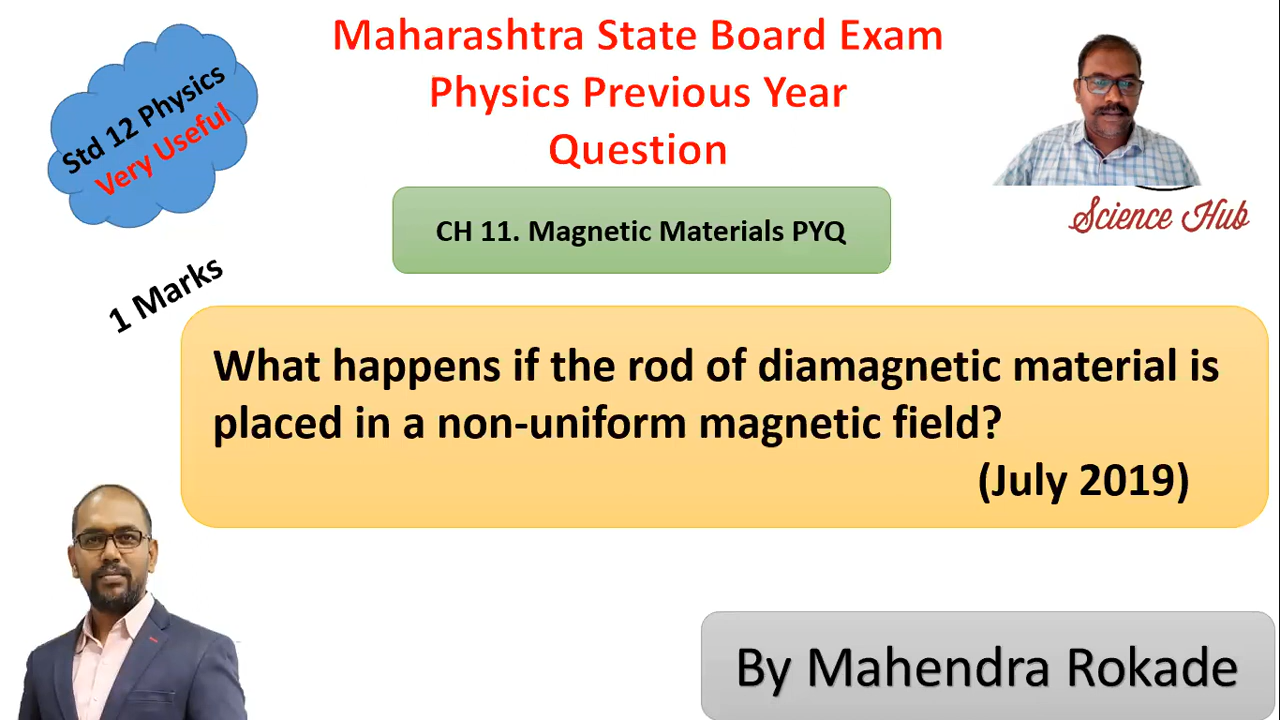 Maharashtra State Board Exam
Physics Previous Year
Question
Std 12 Physics
Very Useful
Science Hub
CH 11. Magnetic Materials PYQ
1 Marks
What happens if the rod of diamagnetic material is
placed in a non-uniform magnetic field?
(July 2019)
By Mahendra Rokade